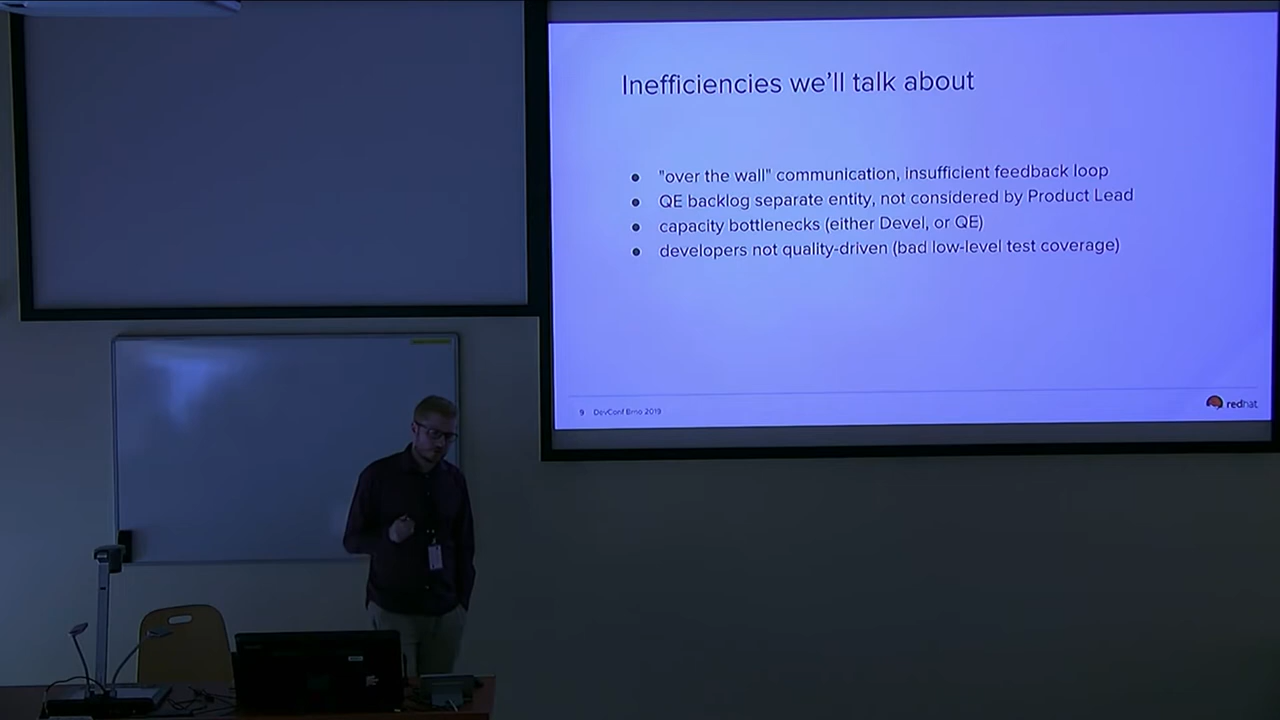 Inefficiencies we'll talk about
"over the wall" communication, insufficient feedback loop
QE backlog separate entity, not considered by Product Lead
capacity bottlenecks (either Devel, or QE)
developers not quality-driven (bad low-level test coverage)
9 DevConf Brno 2019
redhat